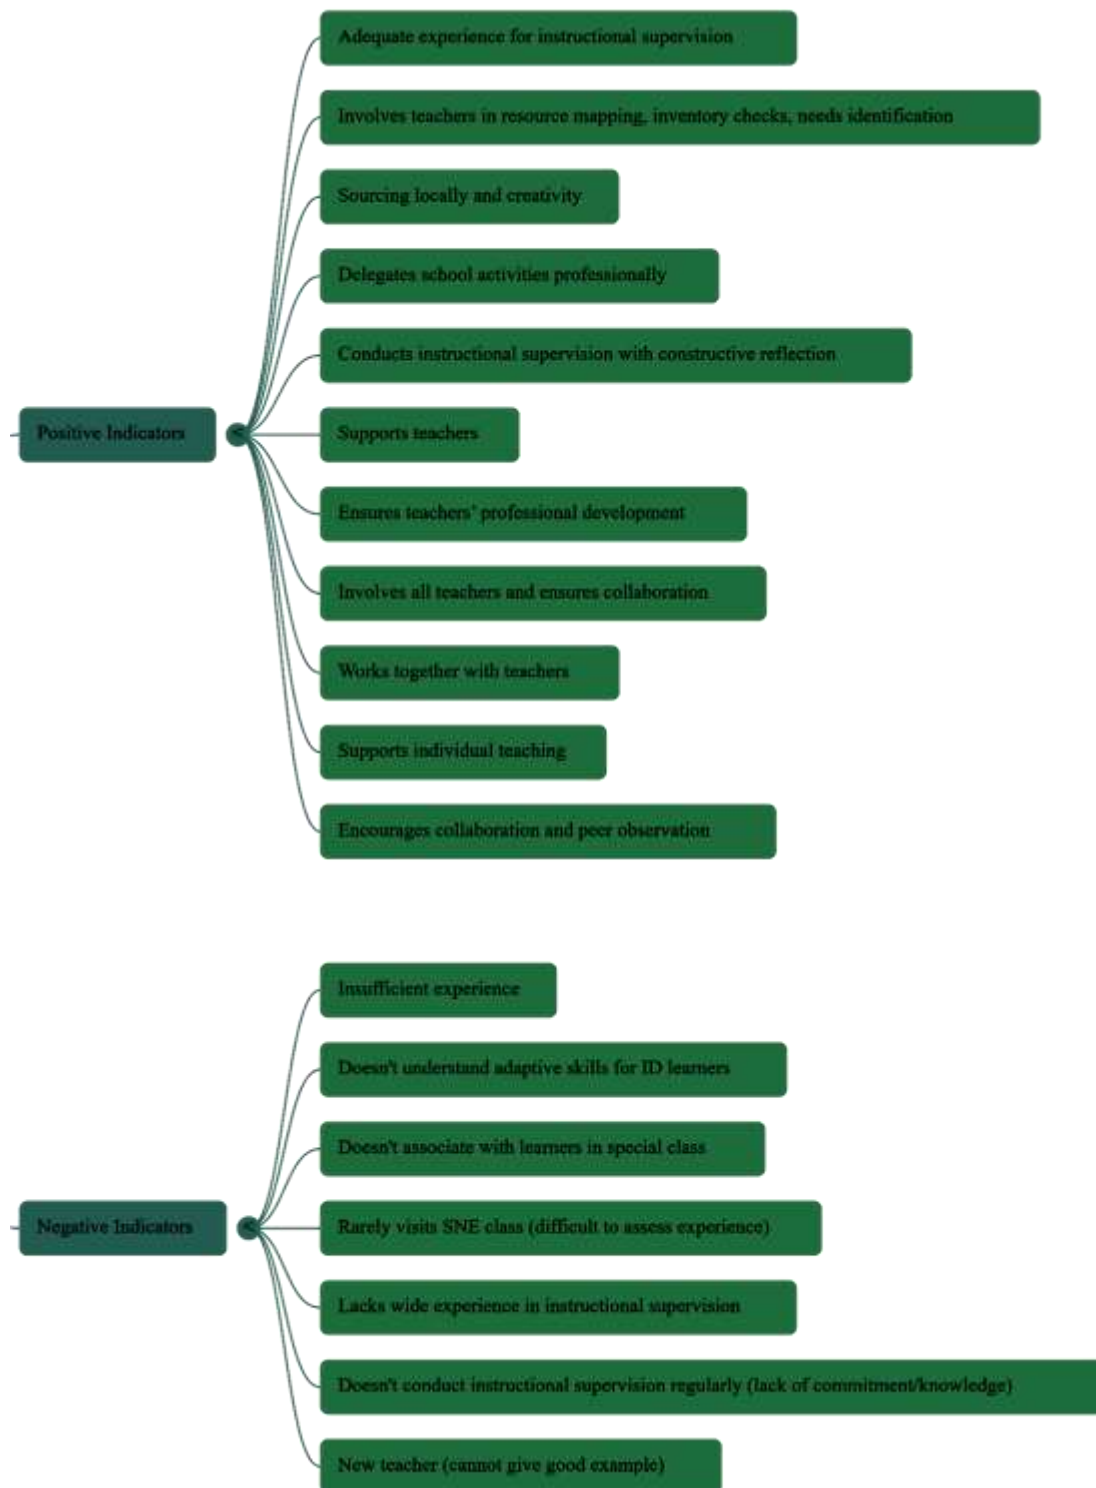 Adequate experience for instructional supervision
Involves teachers in resource mapping, inventory checks, needs identification
Sourcing locally and creativity
Delegates school activities professionally
Conducts instructional supervision with constructive reflection
Positive Indicators
Supports teachers
Ensures teachers' professional development
Involves all teachers and ensures collaboration
Works together with teachers
Supports individual teaching
Encourages collaboration and peer observation
Insufficient experience
Doesn't understand adaptive skills for ID learners
Doesn't associate with learners in special class
Negative Indicators
Rarely visits SNE class (difficult to assess experience)
Lacks wide experience in instructional supervision
Doesn't conduct instructional supervision regularly (lack of commitment/knowledge)
New teacher (cannot give good example)